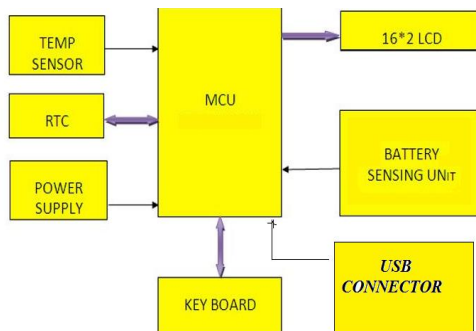 TEMP
SENSOR
16*2 LCD
MCU
RTC
BATTERY
SENSING UNIT
POWER
SUPPLY
USB
CONNECTOR
KEY BOARD